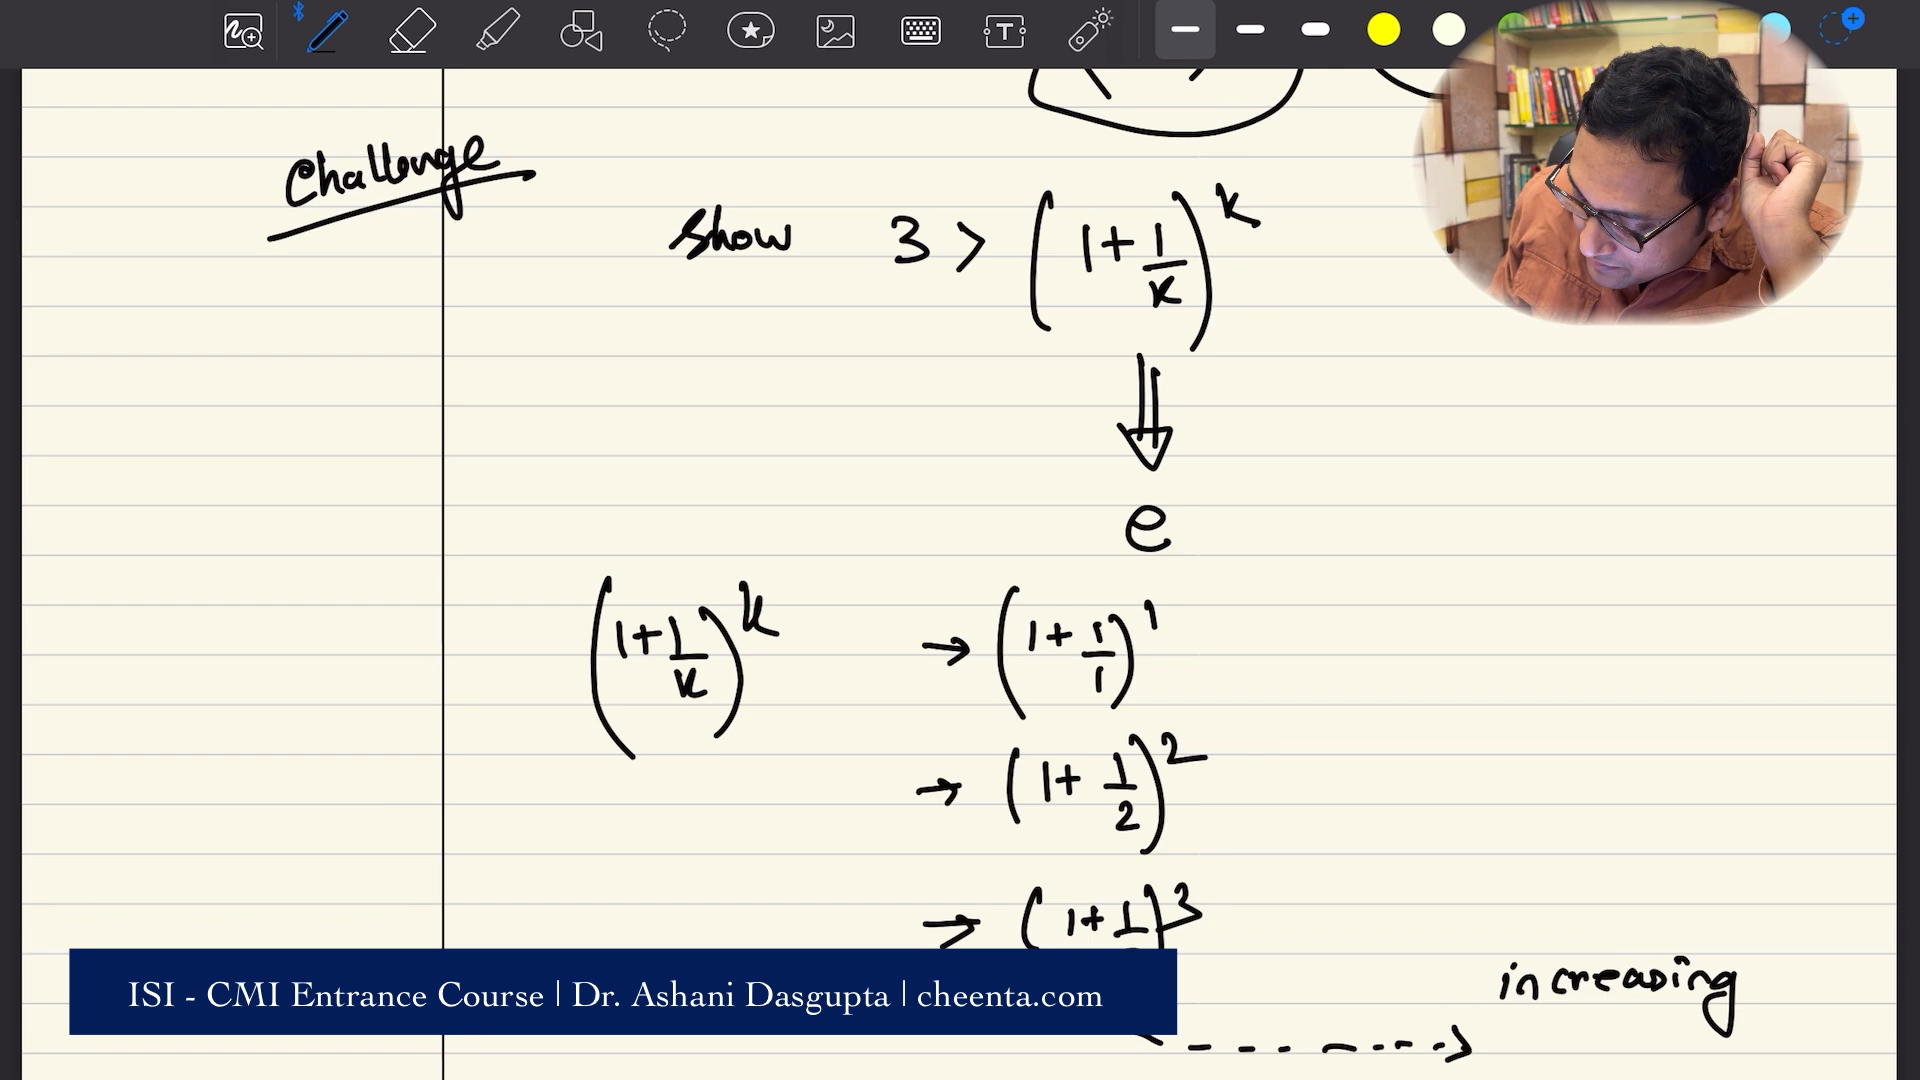 Challenge
Show 3 > (1 + 1/k)^k
⇓
e
(1 + 1/k)^k → (1 + 1/1)^1
→ (1 + 1/2)^2
→ (1 + 1/ )^3
increasing
ISI - CMI Entrance Course | Dr. Ashani Dasgupta | cheenta.com